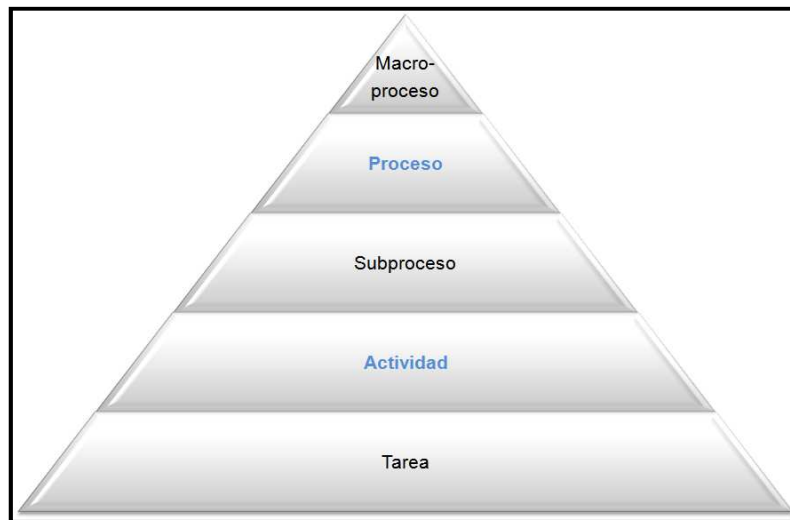 Macro-
proceso
Proceso
Subproceso
Actividad
Tarea